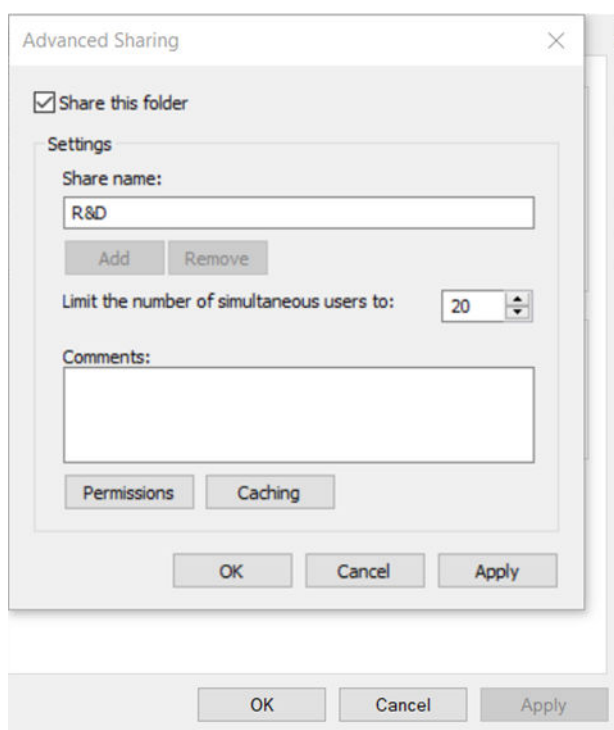 Advanced Sharing
Share this folder
Settings
Share name:
R&D
Add Remove
Limit the number of simultaneous users to: 20
Comments:
Permissions Caching
OK Cancel Apply
OK Cancel Apply